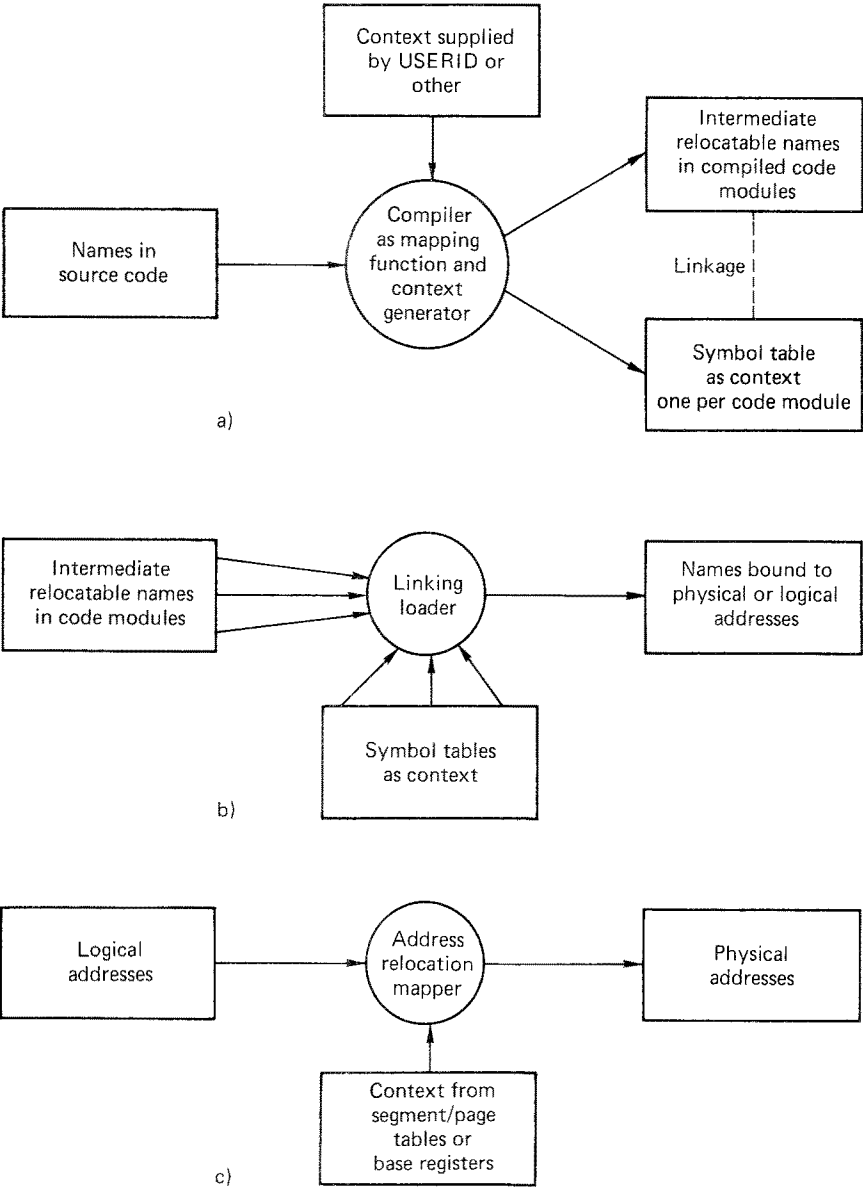 Context supplied
by USERID or
other
Names in
source code
Compiler
as mapping
function and
context
generator
Intermediate
relocatable names
in compiled code
modules
Linkage
Symbol table
as context
one per code module
a)
Intermediate
relocatable names
in code modules
Linking
loader
Names bound to
physical or logical
addresses
Symbol tables
as context
b)
Logical
addresses
Address
relocation
mapper
Physical
addresses
Context from
segment/page
tables or
base registers
c)